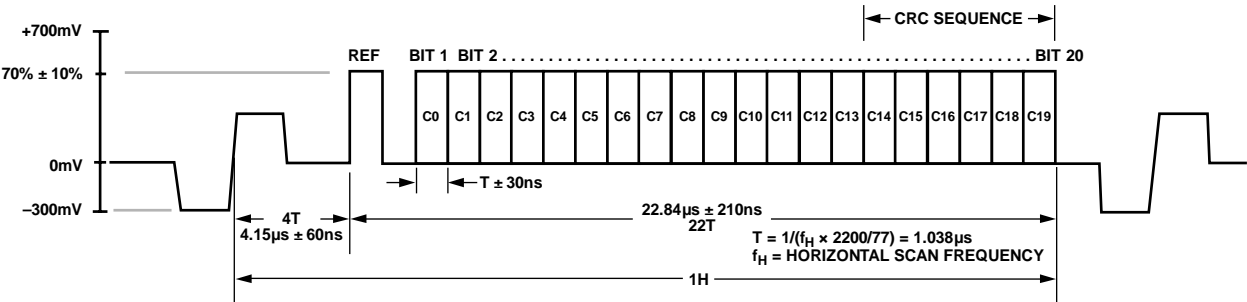 CRC SEQUENCE
+700mV
REF BIT 1 BIT 2 . . . . . . . . . . . . . . . . . . . . . . . . . . . . . . . . . . . . . . . . . . . . . . . . . . . . . . . . . . BIT 20
70% ± 10%
C0 C1 C2 C3 C4 C5 C6 C7 C8 C9 C10 C11 C12 C13 C14 C15 C16 C17 C18 C19
0mV
T ± 30ns
–300mV
4T
4.15µs ± 60ns
22.84µs ± 210ns
22T
T = 1/(fH × 2200/77) = 1.038µs
fH = HORIZONTAL SCAN FREQUENCY
1H